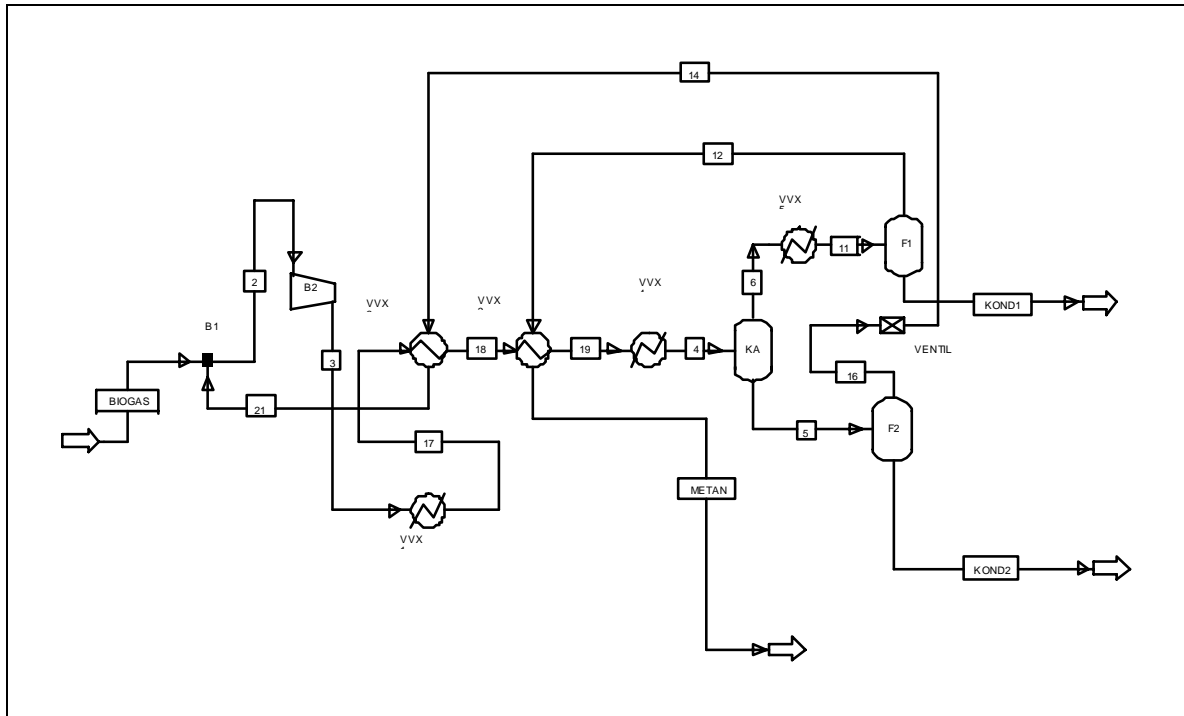 14
12
VVX
F1
11
6
VVX
2
B2
VVX
VVX
KOND1
B1
VENTIL
3
18
19
4
KA
16
BIOGAS
21
F2
5
17
METAN
VVX
KOND2